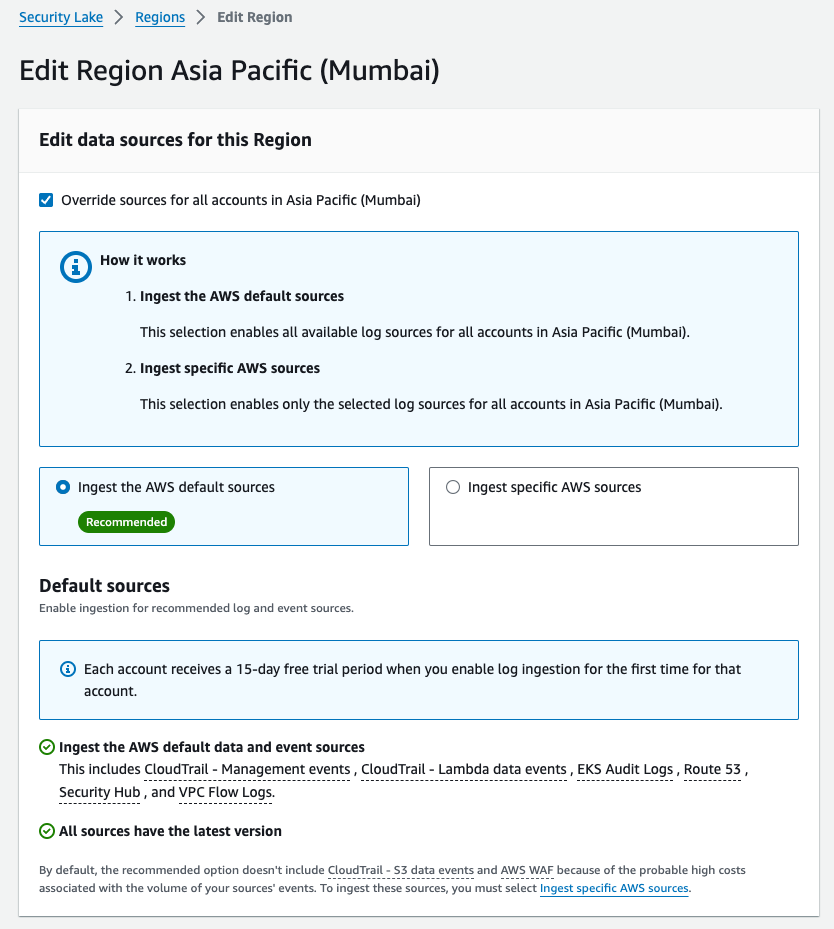 Security Lake > Regions > Edit Region
Edit Region Asia Pacific (Mumbai)
Edit data sources for this Region
Override sources for all accounts in Asia Pacific (Mumbai)
How it works
1. Ingest the AWS default sources
This selection enables all available log sources for all accounts in Asia Pacific (Mumbai).
2. Ingest specific AWS sources
This selection enables only the selected log sources for all accounts in Asia Pacific (Mumbai).
Ingest the AWS default sources
Recommended
Ingest specific AWS sources
Default sources
Enable ingestion for recommended log and event sources.
Each account receives a 15-day free trial period when you enable log ingestion for the first time for that
account.
Ingest the AWS default data and event sources
This includes CloudTrail - Management events , CloudTrail - Lambda data events , EKS Audit Logs , Route 53 ,
Security Hub , and VPC Flow Logs.
All sources have the latest version
By default, the recommended option doesn't include CloudTrail - S3 data events and AWS WAF because of the probable high costs
associated with the volume of your sources' events. To ingest these sources, you must select Ingest specific AWS sources.